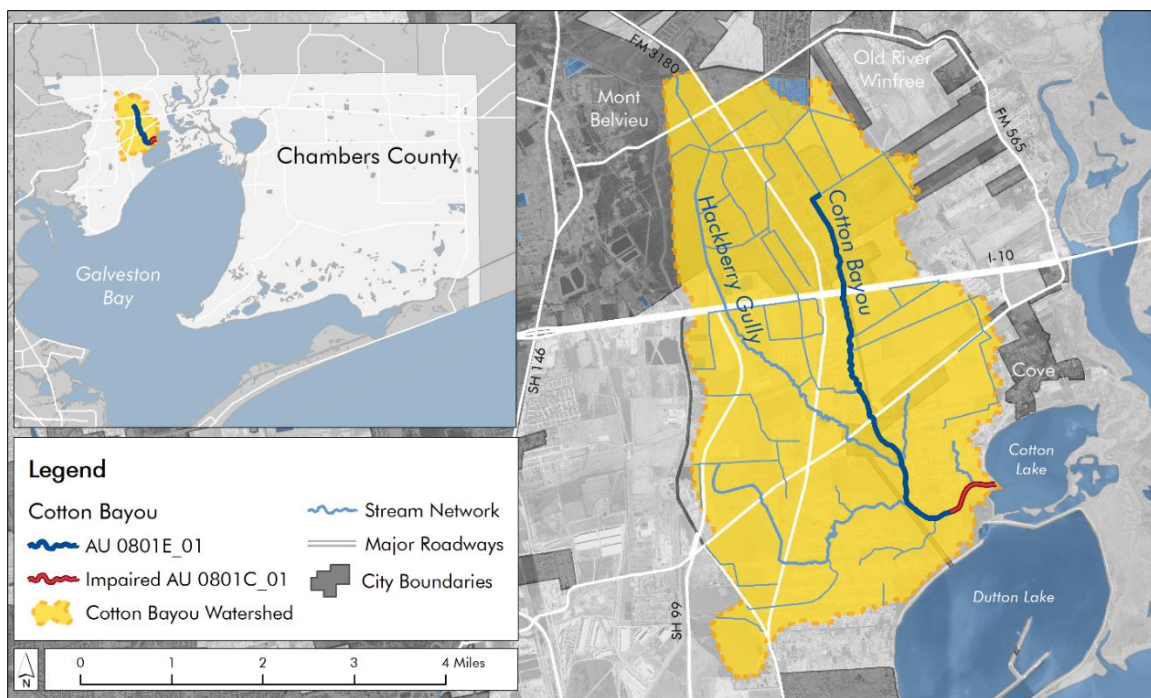 Chambers County
Galveston
Bay
Legend
Cotton Bayou
AU 0801E_01
Impaired AU 0801C_01
Cotton Bayou Watershed
Stream Network
Major Roadways
City Boundaries
N
0 1 2 3 4 Miles
FM 3180
Mont
Belvieu
Old River
Winfree
FM 565
Hackberry Gully
Cotton Bayou
I-10
SH 146
Cove
Cotton
Lake
Dutton Lake
SH 99